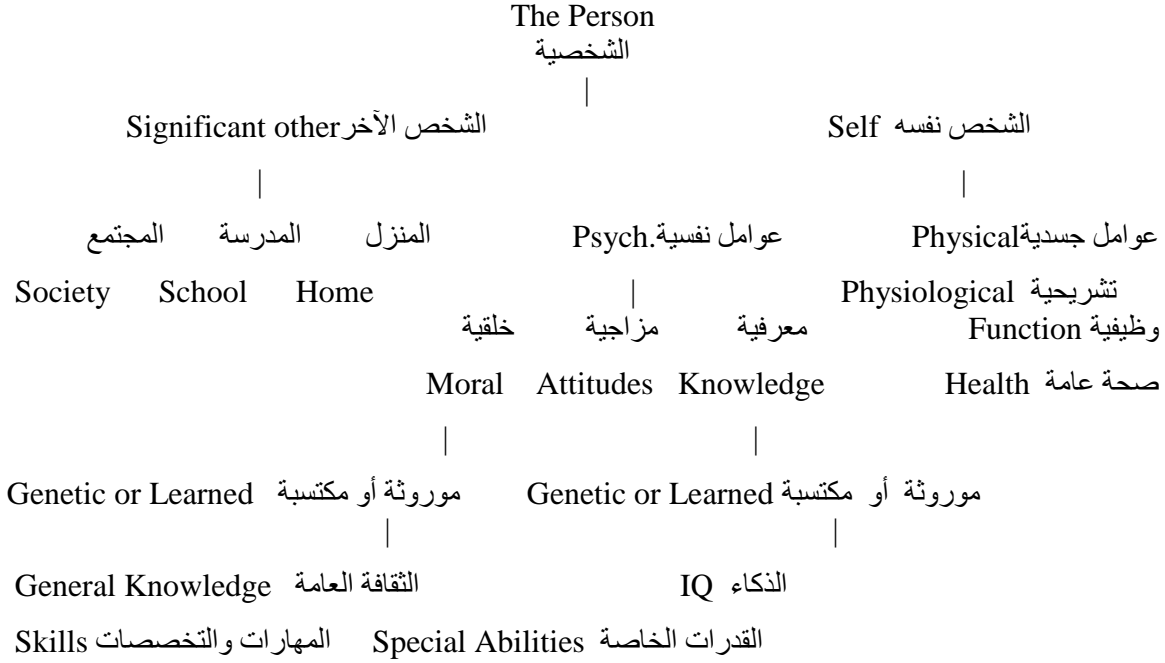 The Person
الشخصية
الشخص نفسه Self الشخص الآخر Significant other
عوامل جسدية Physical عوامل نفسية Psych. المنزل المدرسة المجتمع
تشريحية Physiological Home School Society
وظيفية Function معرفية مزاجية خلقية
صحة عامة Health Knowledge Attitudes Moral
موروثة أو مكتسبة Genetic or Learned موروثة أو مكتسبة Genetic or Learned
الذكاء IQ الثقافة العامة General Knowledge
القدرات الخاصة Special Abilities المهارات والتخصصات Skills